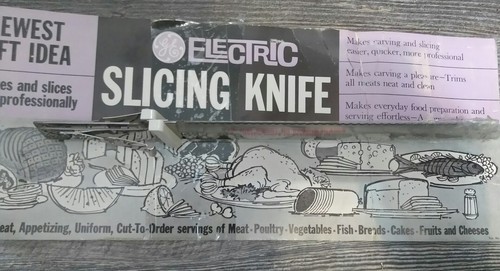 EWEST
FT IDEA
es and slices
professionally
GE ELECTRIC
SLICING KNIFE
Makes carving and slicing
easier, quicker, more professional
Makes carving a pleasure—Trims
all meats neat and clean
Makes everyday food preparation and
serving effortless—A
eat, Appetizing, Uniform, Cut-To-Order servings of Meat·Poultry·Vegetables·Fish·Breads·Cakes·Fruits and Cheeses